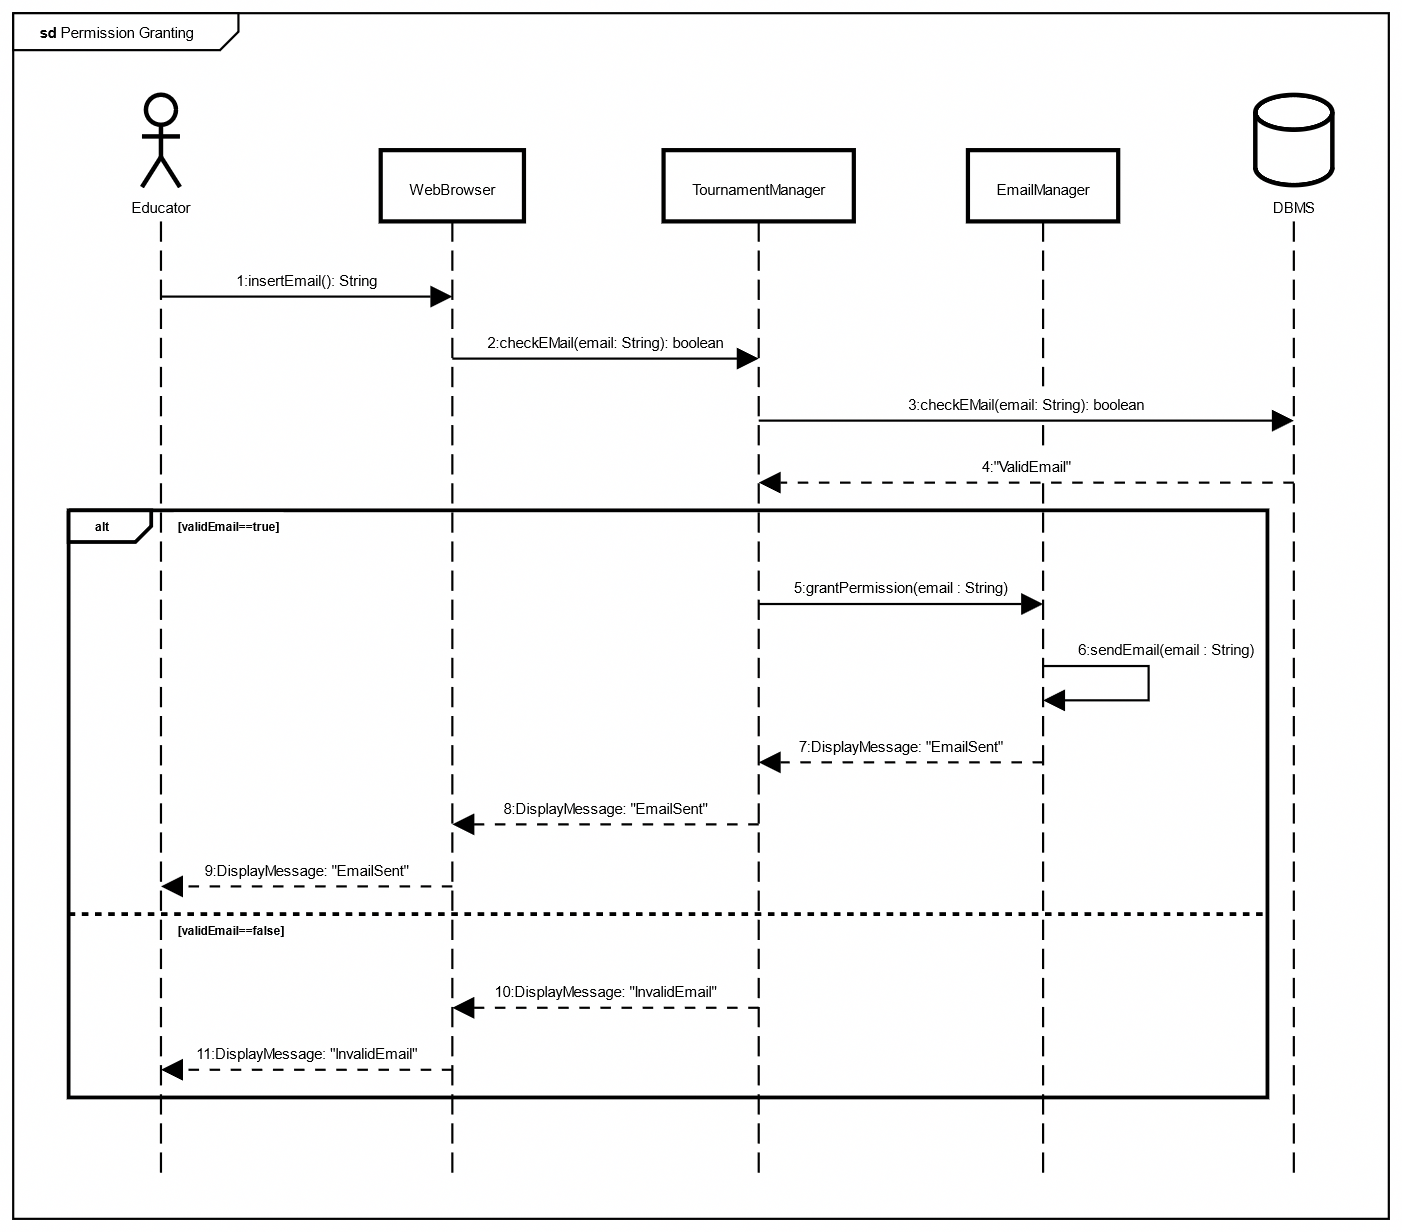 sd Permission Granting
Educator
WebBrowser
TournamentManager
EmailManager
DBMS
1:insertEmail(): String
2:checkEMail(email: String): boolean
3:checkEMail(email: String): boolean
4:"ValidEmail"
alt
[validEmail==true]
5:grantPermission(email : String)
6:sendEmail(email : String)
7:DisplayMessage: "EmailSent"
8:DisplayMessage: "EmailSent"
9:DisplayMessage: "EmailSent"
[validEmail==false]
10:DisplayMessage: "InvalidEmail"
11:DisplayMessage: "InvalidEmail"